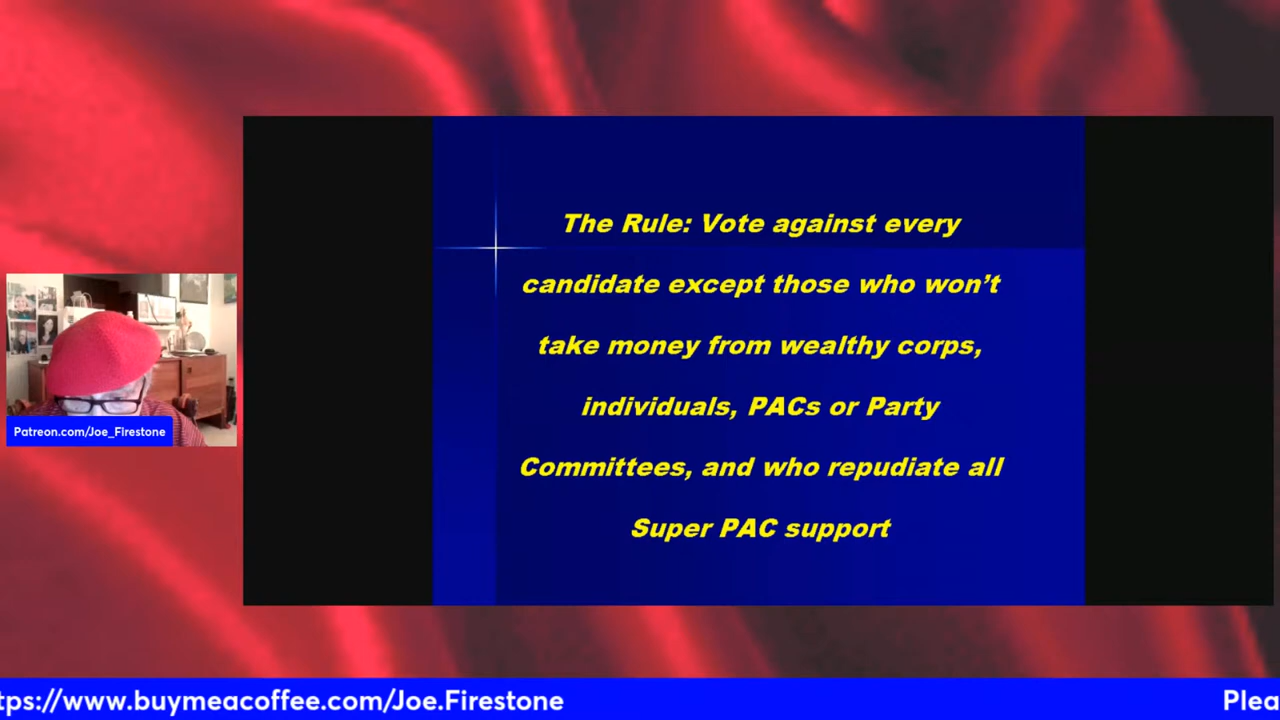 The Rule: Vote against every
candidate except those who won’t
take money from wealthy corps,
individuals, PACs or Party
Committees, and who repudiate all
Super PAC support
Patreon.com/Joe_Firestone
tps://www.buymeacoffee.com/Joe.Firestone
Plea